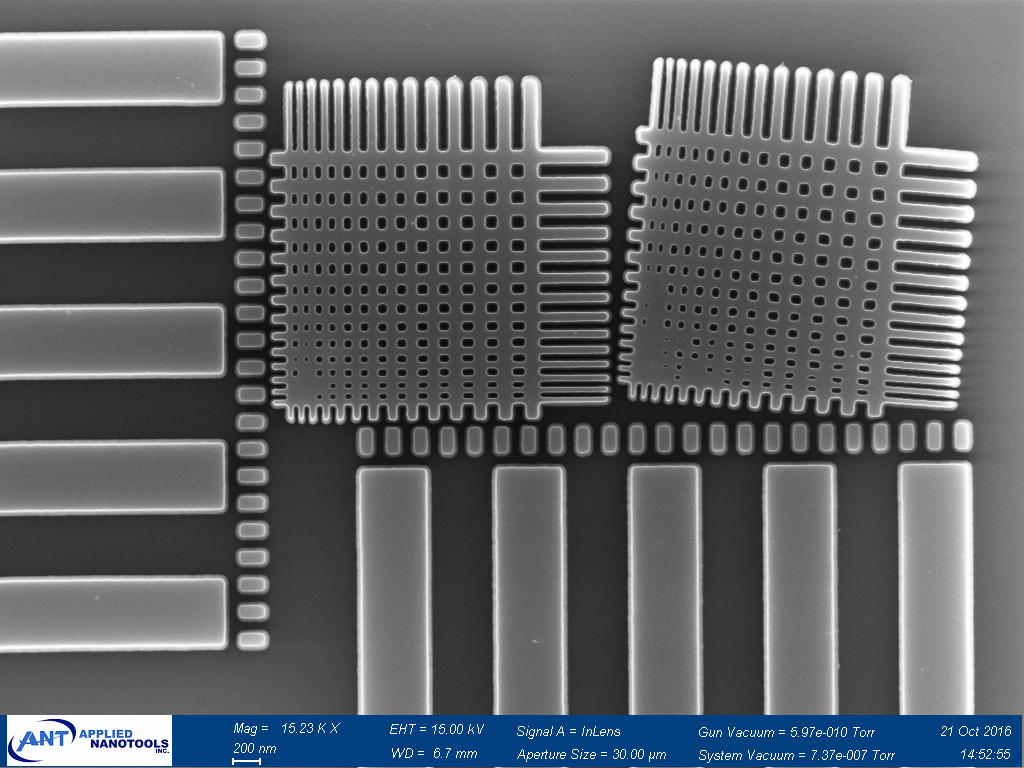 ANT APPLIED NANOTOOLS INC.
Mag = 15.23 K X
200 nm
EHT = 15.00 kV
WD = 6.7 mm
Signal A = InLens
Aperture Size = 30.00 µm
Gun Vacuum = 5.97e-010 Torr
System Vacuum = 7.37e-007 Torr
21 Oct 2016
14:52:55